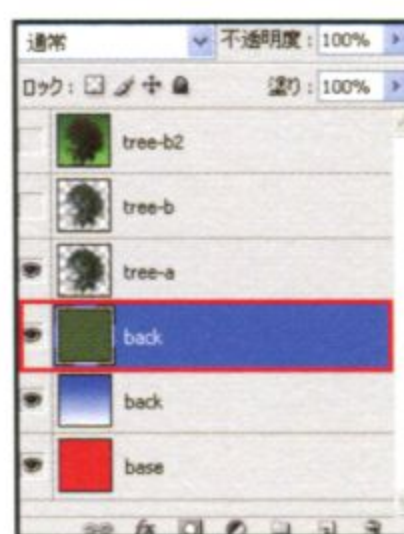 通常 不透明度: 100%
ロック: 塗り: 100%
tree-b2
tree-b
tree-a
back
back
base
fx